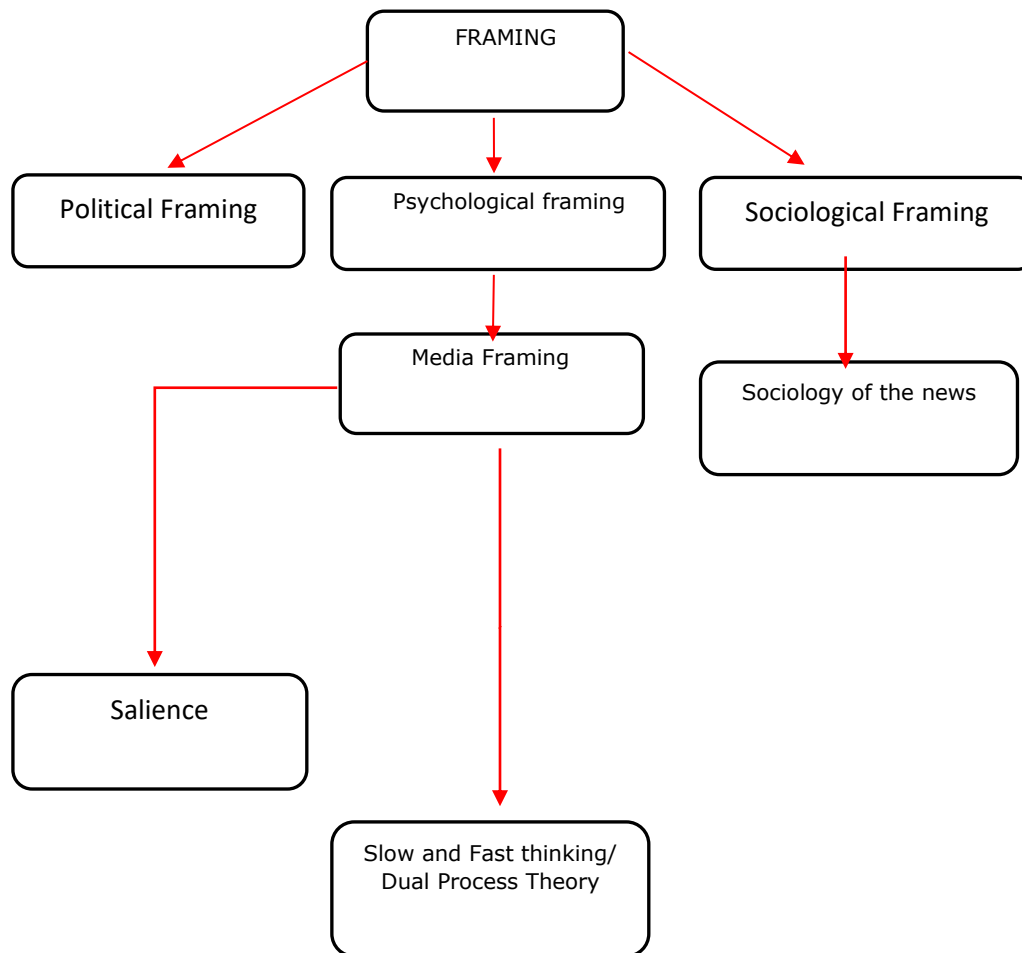 FRAMING
Political Framing
Psychological framing
Sociological Framing
Media Framing
Sociology of the news
Salience
Slow and Fast thinking/
Dual Process Theory